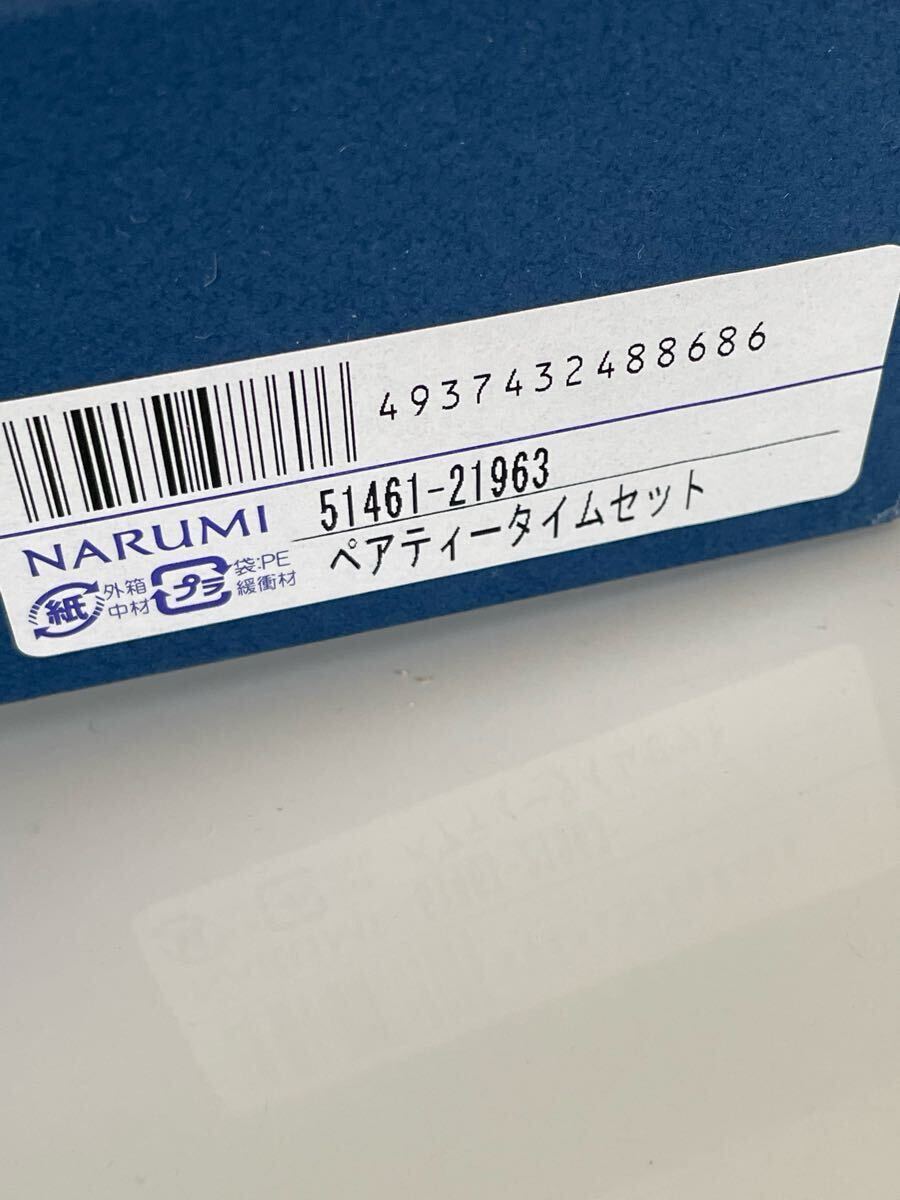 4937432488686
NARUMI
51461-21963
ペアティータイムセット
紙
外箱
中材
プラ
袋:PE
緩衝材